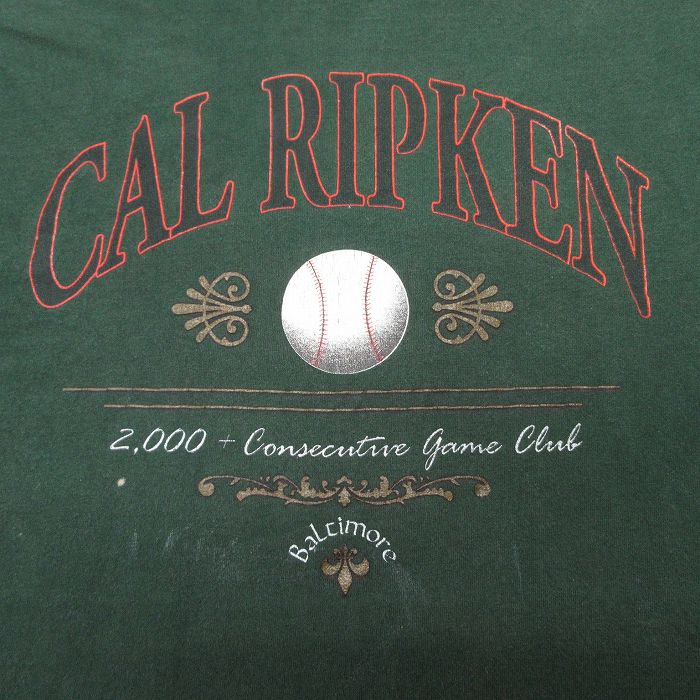 CAL RIPKEN
2,000 + Consecutive Game Club
Baltimore